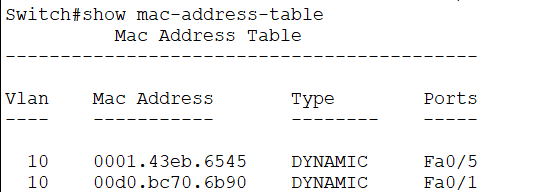 Switch#show mac-address-table
Mac Address Table
-------------------------------------------
Vlan Mac Address Type Ports
---- ----------- -------- -----
10 0001.43eb.6545 DYNAMIC Fa0/5
10 00d0.bc70.6b90 DYNAMIC Fa0/1